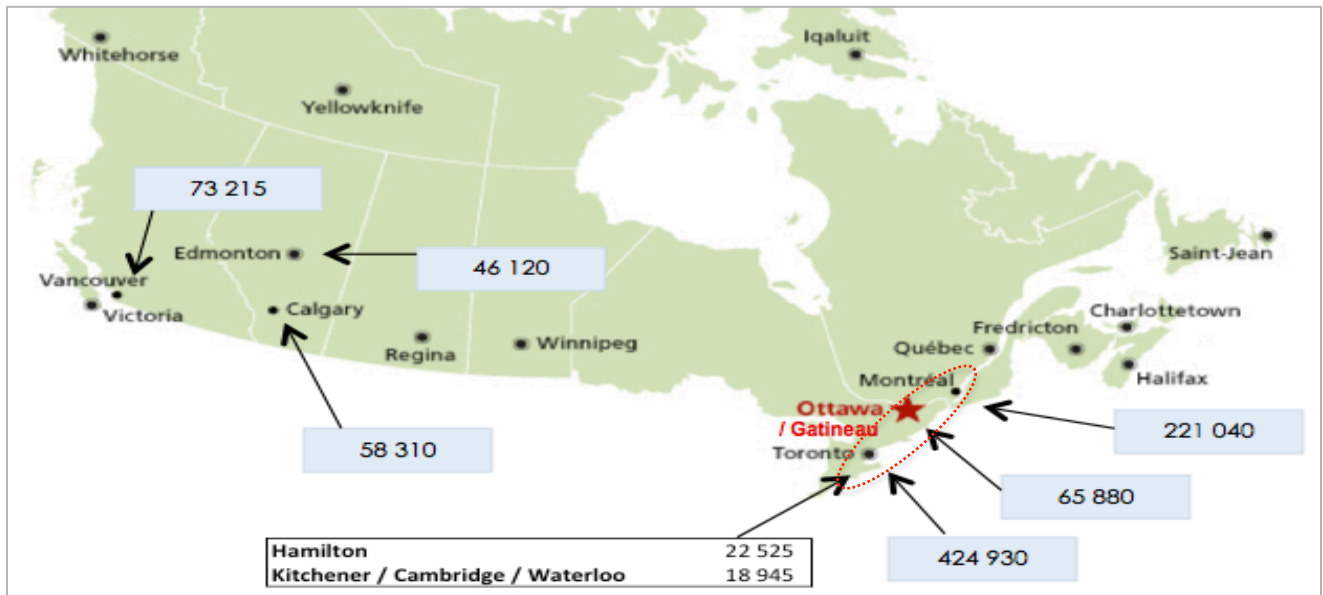 Whitehorse
Iqaluit
Yellowknife
73 215
Edmonton
46 120
Saint-Jean
Vancouver
Victoria
Calgary
Charlottetown
Fredricton
Regina
Winnipeg
Québec
Halifax
Montréal
Ottawa
/ Gatineau
221 040
58 310
Toronto
65 880
Hamilton 22 525
Kitchener / Cambridge / Waterloo 18 945
424 930